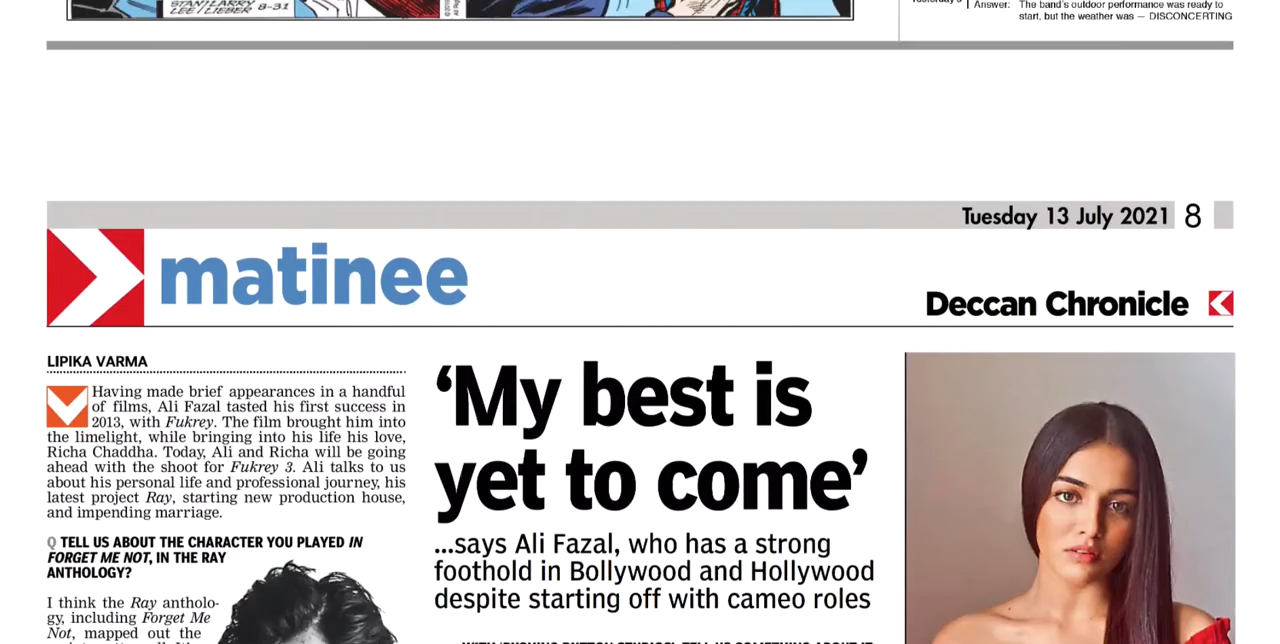 STAN LARRY
LEE/LIEBER 8-31
Answer: The band's outdoor performance was ready to
start, but the weather was — DISCONCERTING
Tuesday 13 July 2021 8
matinee
Deccan Chronicle
LIPIKA VARMA
Having made brief appearances in a handful
of films, Ali Fazal tasted his first success in
2013, with Fukrey. The film brought him into
the limelight, while bringing into his life his love,
Richa Chaddha. Today, Ali and Richa will be going
ahead with the shoot for Fukrey 3. Ali talks to us
about his personal life and professional journey, his
latest project Ray, starting new production house,
and impending marriage.
Q TELL US ABOUT THE CHARACTER YOU PLAYED IN
FORGET ME NOT, IN THE RAY
ANTHOLOGY?
I think the Ray antholo-
gy, including Forget Me
Not, mapped out the
‘My best is
yet to come’
...says Ali Fazal, who has a strong
foothold in Bollywood and Hollywood
despite starting off with cameo roles